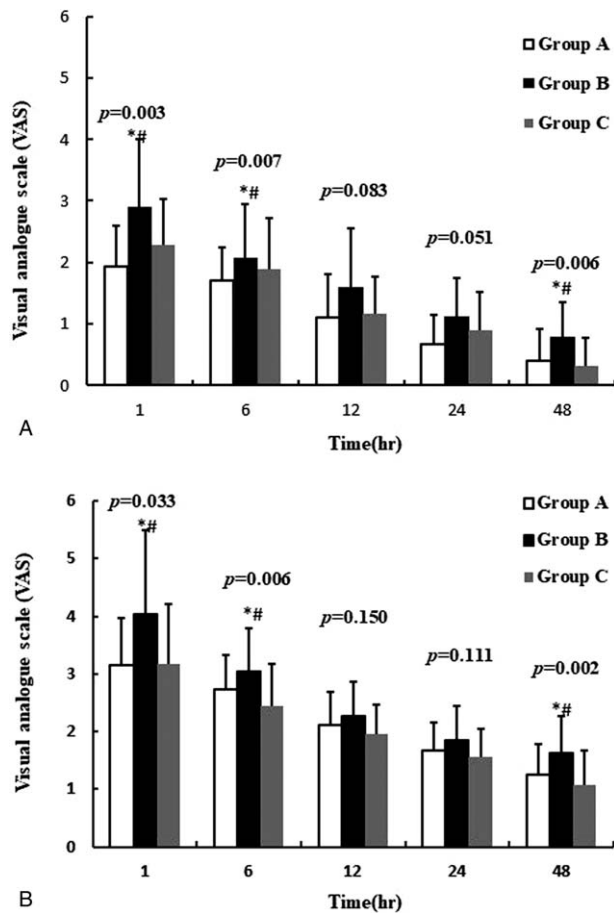 6
5
4
3
2
1
0
Visual analogue scale (VAS)
Group A
Group B
Group C
p=0.003
*#
p=0.007
*#
p=0.083
p=0.051
p=0.006
*#
1 6 12 24 48
Time(hr)
A
6
5
4
3
2
1
0
Visual analogue scale (VAS)
Group A
Group B
Group C
p=0.033
*#
p=0.006
*#
p=0.150
p=0.111
p=0.002
*#
1 6 12 24 48
Time(hr)
B